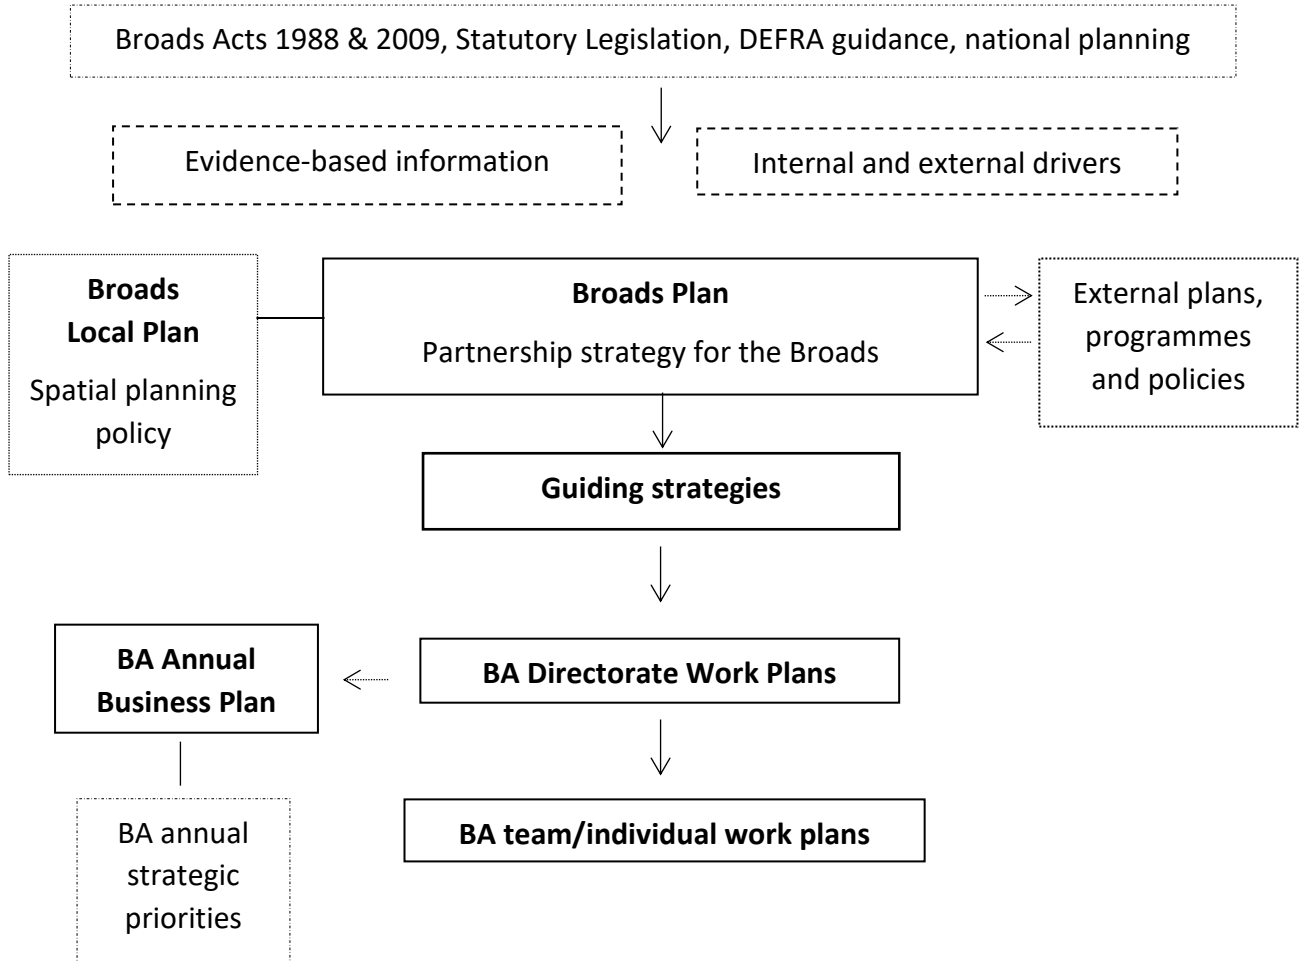 Broads Acts 1988 & 2009, Statutory Legislation, DEFRA guidance, national planning
Evidence-based information
Internal and external drivers
Broads
Local Plan
Spatial planning
policy
Broads Plan
Partnership strategy for the Broads
External plans,
programmes
and policies
Guiding strategies
BA Annual
Business Plan
BA Directorate Work Plans
BA annual
strategic
priorities
BA team/individual work plans